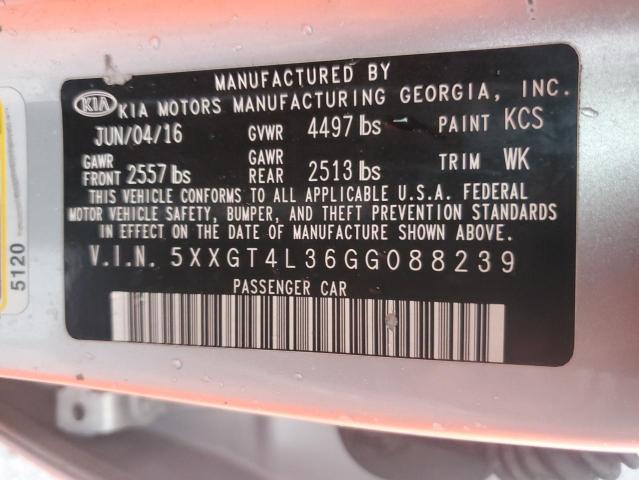 MANUFACTURED BY
KIA KIA MOTORS MANUFACTURING GEORGIA, INC.
JUN/04/16 GVWR 4497 lbs PAINT KCS
GAWR FRONT 2557 lbs GAWR REAR 2513 lbs TRIM WK
THIS VEHICLE CONFORMS TO ALL APPLICABLE U.S.A. FEDERAL
MOTOR VEHICLE SAFETY, BUMPER, AND THEFT PREVENTION STANDARDS
IN EFFECT ON THE DATE OF MANUFACTURE SHOWN ABOVE.
V.I.N. 5XXGT4L36GG088239
PASSENGER CAR
5120